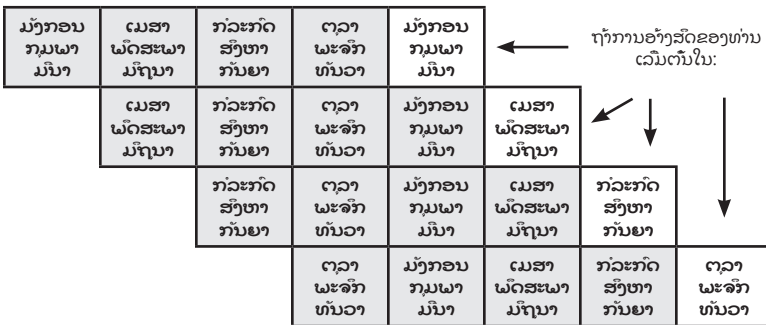 ມັງກອນ ເມສາ ກໍລະກົດ ຕຸລາ ມັງກອນ
ກຸມພາ ພຶດສະພາ ສິງຫາ ພະຈິກ ກຸມພາ
ມີນາ ມິຖຸນາ ກັນຍາ ທັນວາ ມີນາ
ຖ້າການອ້າງສິດຂອງທ່ານ
ເລີ່ມຕົ້ນໃນ:
ເມສາ ກໍລະກົດ ຕຸລາ ມັງກອນ ເມສາ
ພຶດສະພາ ສິງຫາ ພະຈິກ ກຸມພາ ພຶດສະພາ
ມິຖຸນາ ກັນຍາ ທັນວາ ມີນາ ມິຖຸນາ
ກໍລະກົດ ຕຸລາ ມັງກອນ ເມສາ ກໍລະກົດ
ສິງຫາ ພະຈິກ ກຸມພາ ພຶດສະພາ ສິງຫາ
ກັນຍາ ທັນວາ ມີນາ ມິຖຸນາ ກັນຍາ
ຕຸລາ ມັງກອນ ເມສາ ກໍລະກົດ ຕຸລາ
ພະຈິກ ກຸມພາ ພຶດສະພາ ສິງຫາ ພະຈິກ
ທັນວາ ມີນາ ມິຖຸນາ ກັນຍາ ທັນວາ